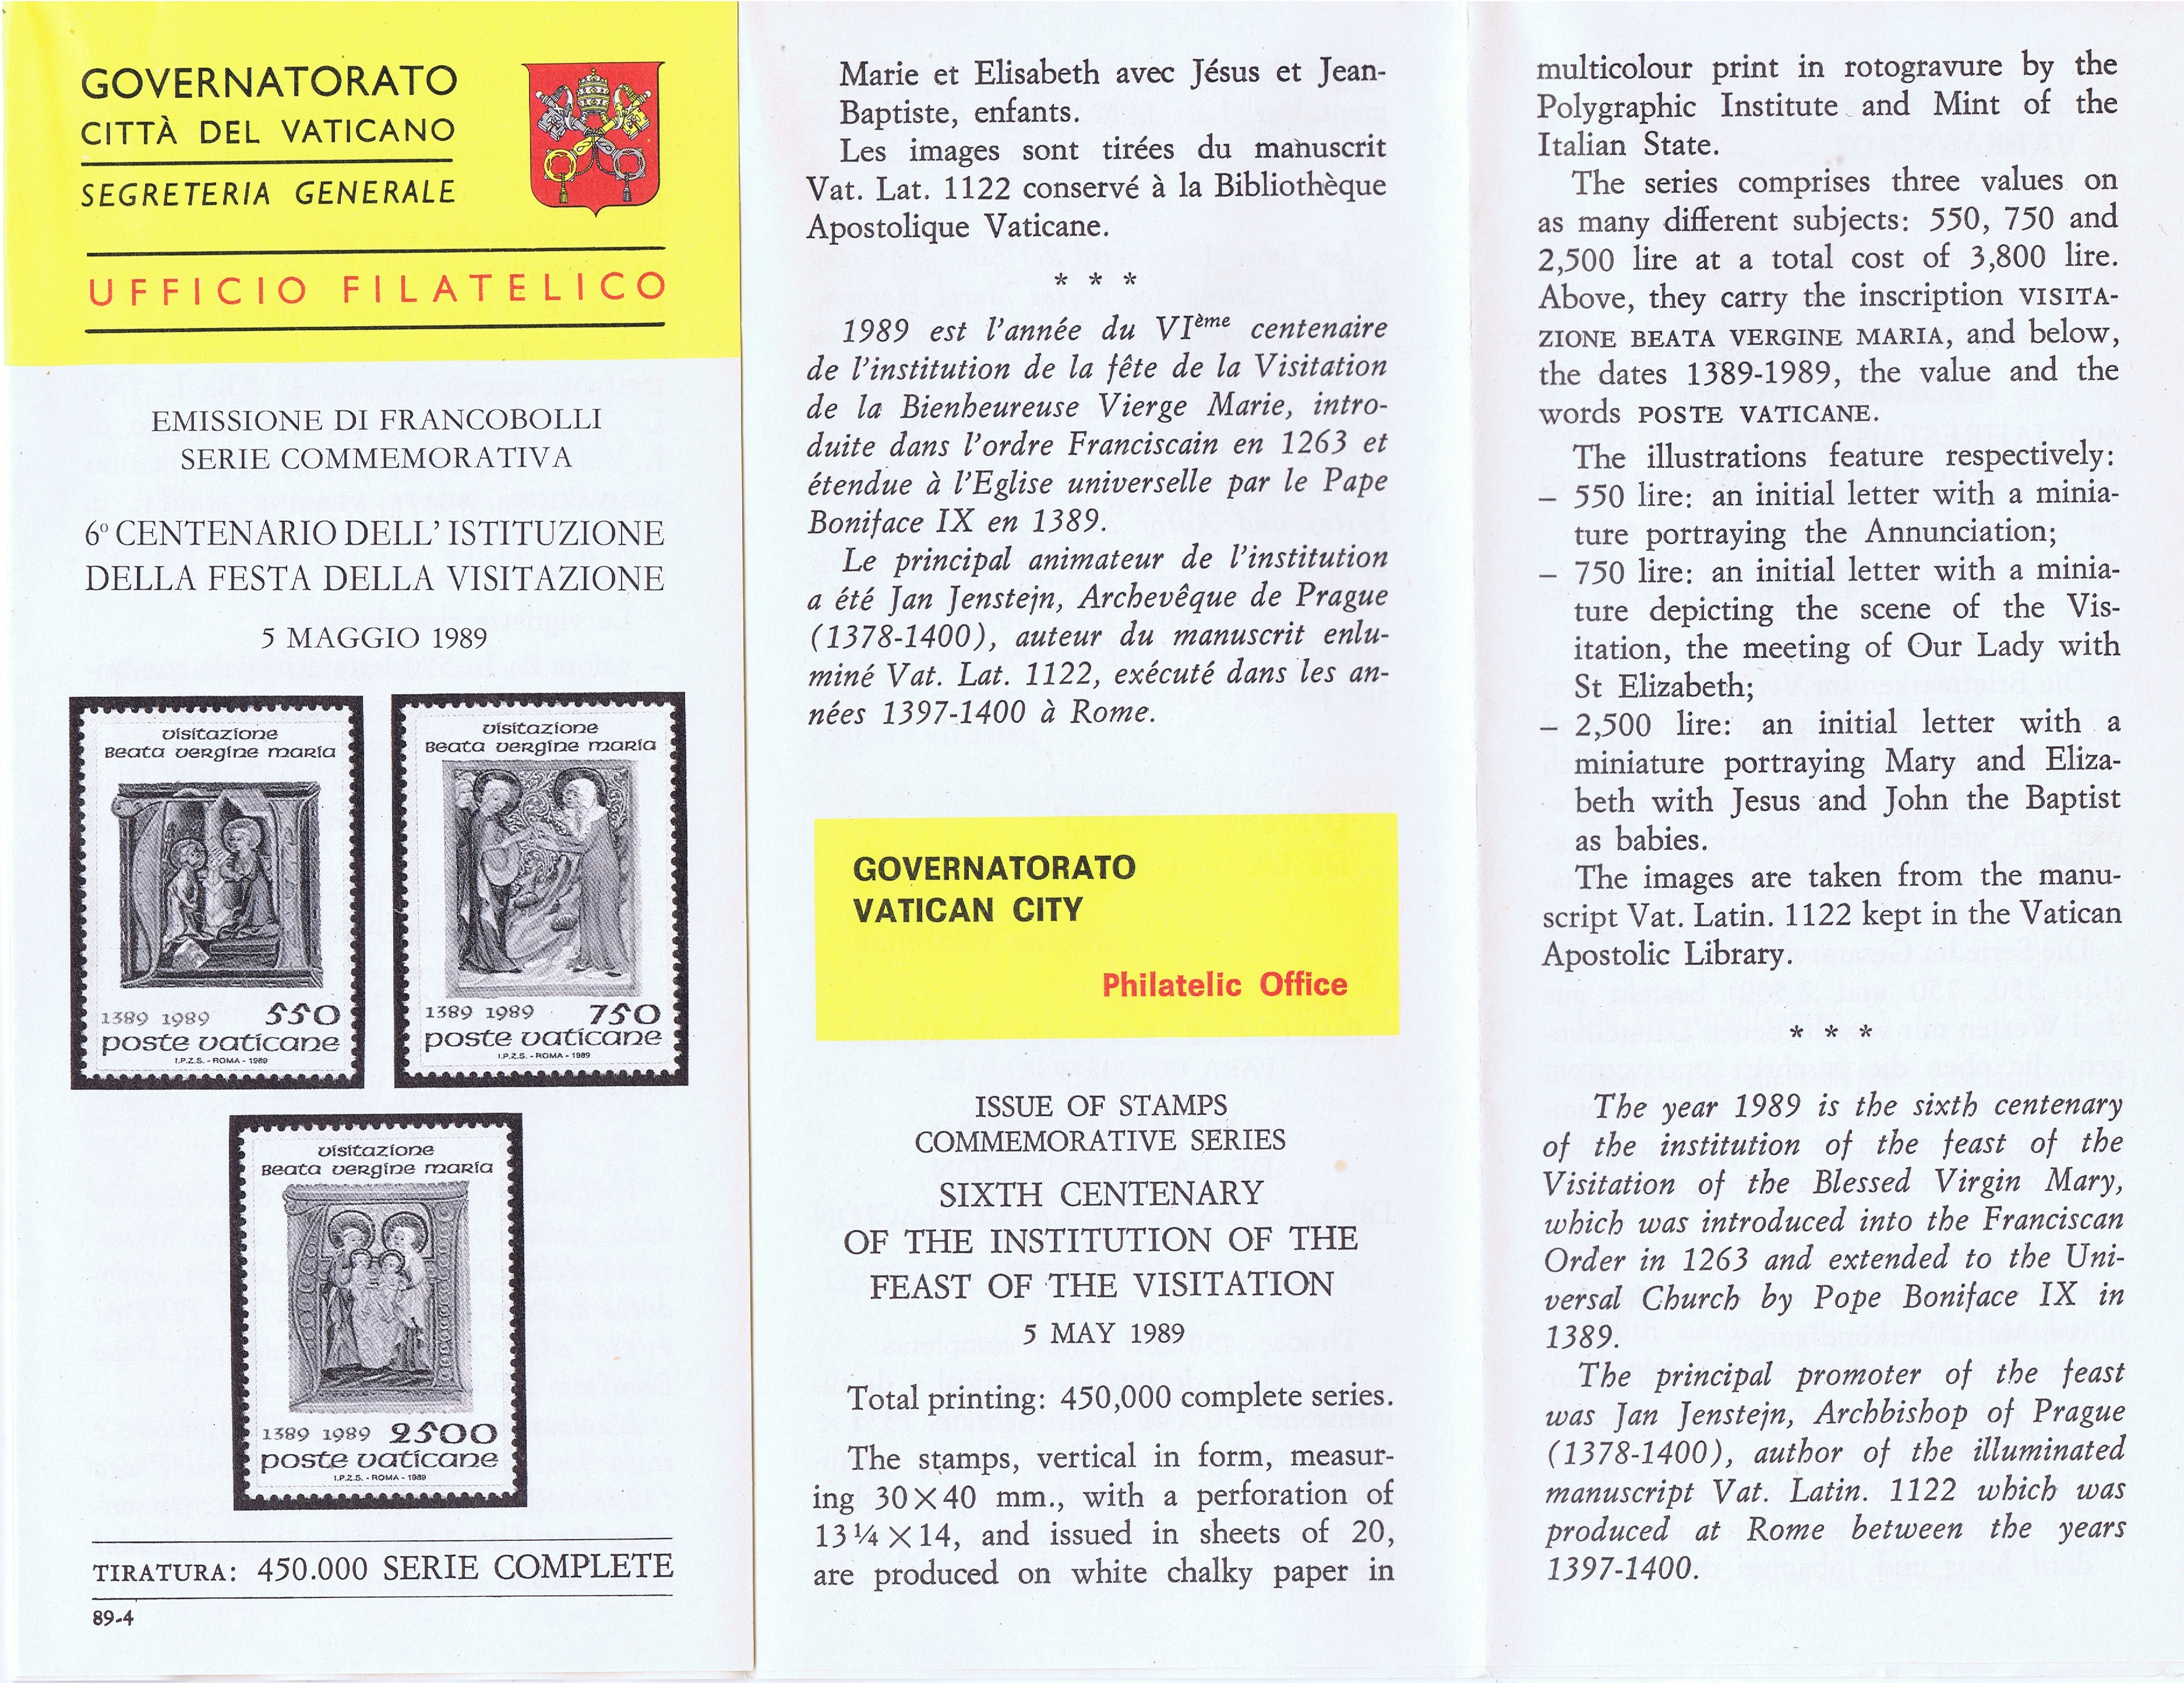 GOVERNATORATO
CITTÀ DEL VATICANO
SEGRETERIA GENERALE
UFFICIO FILATELICO
EMISSIONE DI FRANCOBOLLI
SERIE COMMEMORATIVA
6º CENTENARIO DELL' ISTITUZIONE
DELLA FESTA DELLA VISITAZIONE
5 MAGGIO 1989
visitazione
Beata vergine maria
1389 1989 550
poste vaticane
I.P.Z.S. - ROMA - 1989
visitazione
Beata vergine maria
1389 1989 750
poste vaticane
I.P.Z.S. - ROMA - 1989
visitazione
Beata vergine maria
1389 1989 2500
poste vaticane
I.P.Z.S. - ROMA - 1989
TIRATURA: 450.000 SERIE COMPLETE
89-4
Marie et Elisabeth avec Jésus et Jean-
Baptiste, enfants.
Les images sont tirées du manuscrit
Vat. Lat. 1122 conservé à la Bibliothèque
Apostolique Vaticane.
* * *
1989 est l'année du VIème centenaire
de l'institution de la fête de la Visitation
de la Bienheureuse Vierge Marie, intro-
duite dans l'ordre Franciscain en 1263 et
étendue à l'Eglise universelle par le Pape
Boniface IX en 1389.
Le principal animateur de l'institution
a été Jan Jenstejn, Archevêque de Prague
(1378-1400), auteur du manuscrit enlu-
miné Vat. Lat. 1122, exécuté dans les an-
nées 1397-1400 à Rome.
GOVERNATORATO
VATICAN CITY
Philatelic Office
ISSUE OF STAMPS
COMMEMORATIVE SERIES
SIXTH CENTENARY
OF THE INSTITUTION OF THE
FEAST OF THE VISITATION
5 MAY 1989
Total printing: 450,000 complete series.
The stamps, vertical in form, measur-
ing 30×40 mm., with a perforation of
13 ¼ × 14, and issued in sheets of 20,
are produced on white chalky paper in
multicolour print in rotogravure by the
Polygraphic Institute and Mint of the
Italian State.
The series comprises three values on
as many different subjects: 550, 750 and
2,500 lire at a total cost of 3,800 lire.
Above, they carry the inscription VISITA-
ZIONE BEATA VERGINE MARIA, and below,
the dates 1389-1989, the value and the
words POSTE VATICANE.
The illustrations feature respectively:
– 550 lire: an initial letter with a minia-
ture portraying the Annunciation;
– 750 lire: an initial letter with a minia-
ture depicting the scene of the Vis-
itation, the meeting of Our Lady with
St Elizabeth;
– 2,500 lire: an initial letter with a
miniature portraying Mary and Eliza-
beth with Jesus and John the Baptist
as babies.
The images are taken from the manu-
script Vat. Latin. 1122 kept in the Vatican
Apostolic Library.
* * *
The year 1989 is the sixth centenary
of the institution of the feast of the
Visitation of the Blessed Virgin Mary,
which was introduced into the Franciscan
Order in 1263 and extended to the Uni-
versal Church by Pope Boniface IX in
1389.
The principal promoter of the feast
was Jan Jenstejn, Archbishop of Prague
(1378-1400), author of the illuminated
manuscript Vat. Latin. 1122 which was
produced at Rome between the years
1397-1400.